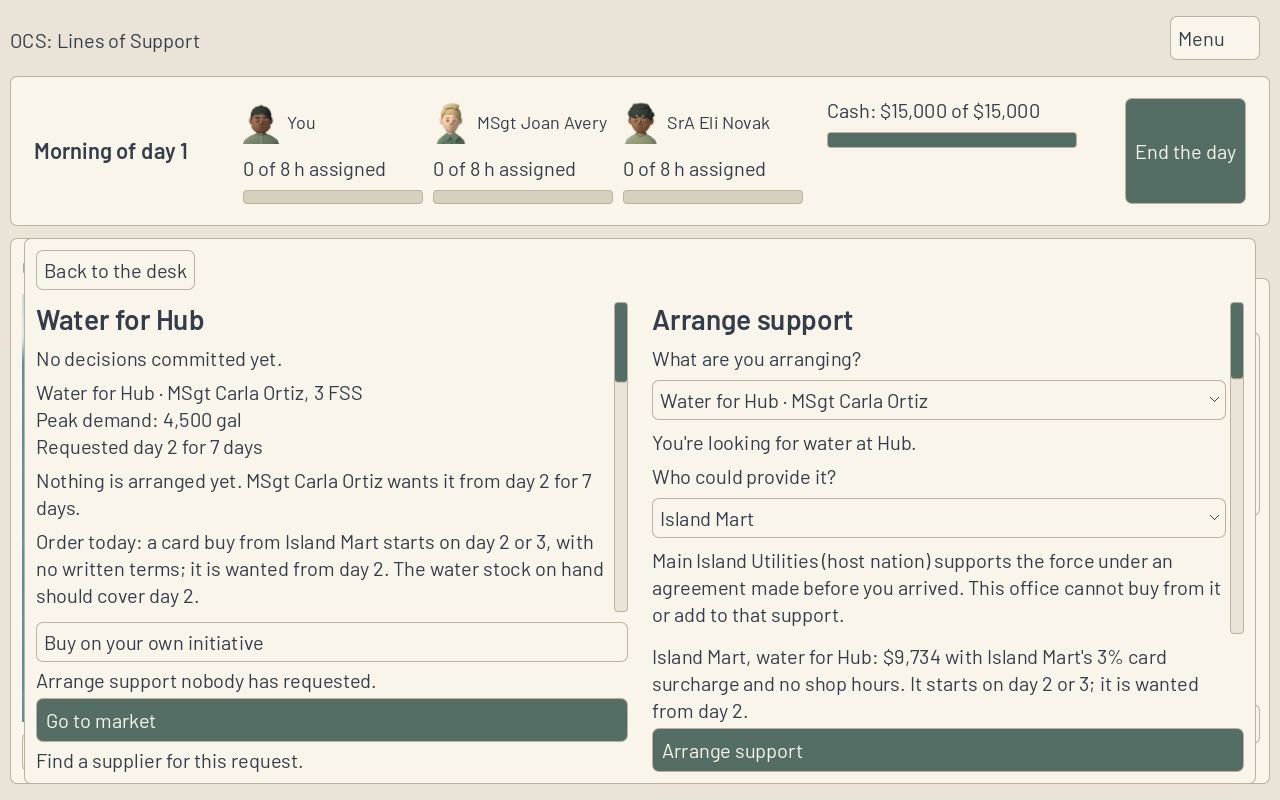 OCS: Lines of Support
Menu
Morning of day 1
You
0 of 8 h assigned
MSgt Joan Avery
0 of 8 h assigned
SrA Eli Novak
0 of 8 h assigned
Cash: $15,000 of $15,000
End the day
Back to the desk
Water for Hub
No decisions committed yet.
Water for Hub · MSgt Carla Ortiz, 3 FSS
Peak demand: 4,500 gal
Requested day 2 for 7 days
Nothing is arranged yet. MSgt Carla Ortiz wants it from day 2 for 7
days.
Order today: a card buy from Island Mart starts on day 2 or 3, with
no written terms; it is wanted from day 2. The water stock on hand
should cover day 2.
Buy on your own initiative
Arrange support nobody has requested.
Go to market
Find a supplier for this request.
Arrange support
What are you arranging?
Water for Hub · MSgt Carla Ortiz
You're looking for water at Hub.
Who could provide it?
Island Mart
Main Island Utilities (host nation) supports the force under an
agreement made before you arrived. This office cannot buy from it
or add to that support.
Island Mart, water for Hub: $9,734 with Island Mart's 3% card
surcharge and no shop hours. It starts on day 2 or 3; it is wanted
from day 2.
Arrange support